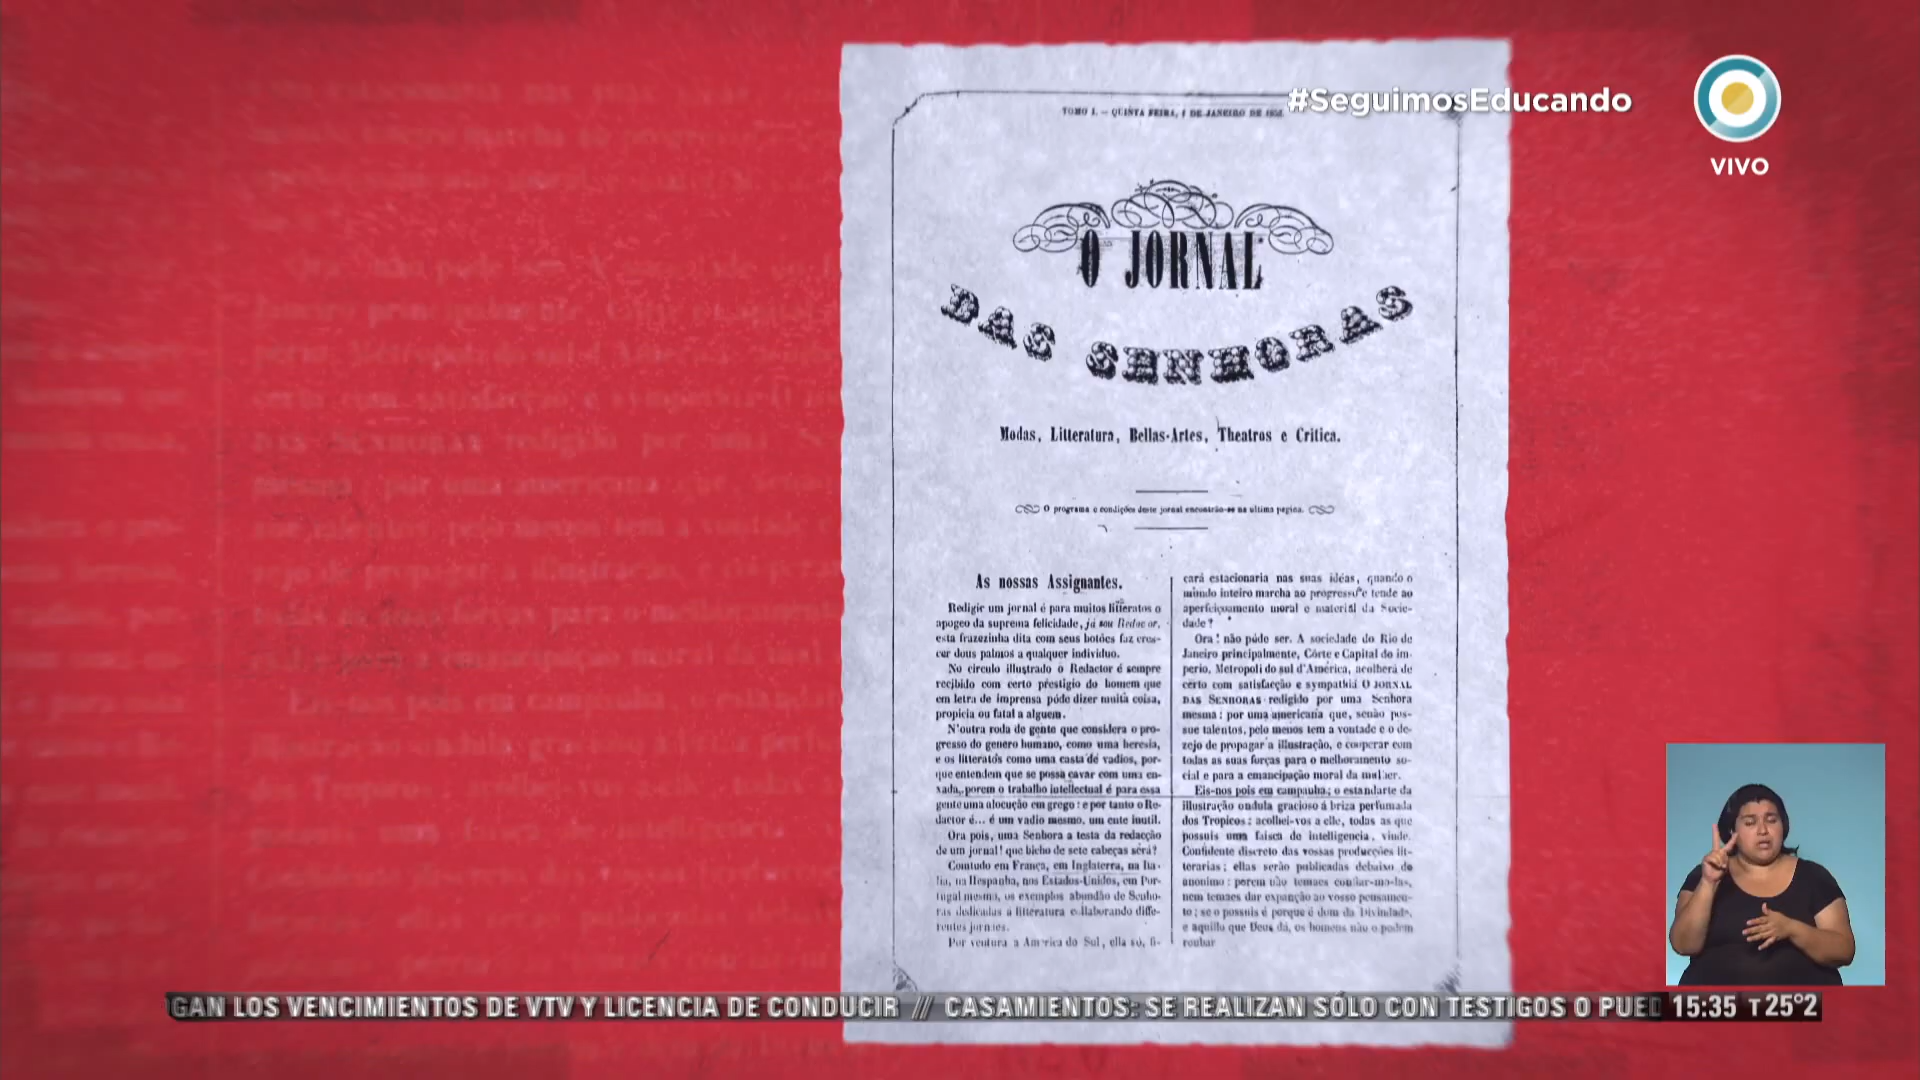 #SeguimosEducando
VIVO
TOMO I. — QUINTA FEIRA, 1 DE JANEIRO DE
O JORNAL
DAS SENHORAS
Modas, Litteratura, Bellas-Artes, Theatros e Critica.
O programa e condições deste jornal encontrão-se na ultima pagina.
As nossas Assignantes.
Redigir um jornal é para muitos litteratos o
apogeo da suprema felicidade, já sou Redactor,
esta frazezinha dita com seus botões faz cres-
cer dous palmos a qualquer individuo.
No circulo illustrado o Redactor é sempre
recibido com certo prestigio do homem que
em letra de imprensa póde dizer muita coisa,
propicia ou fatal a alguem.
N'outra roda de gente que considera o pro-
gresso do genero humano, como uma heresia,
e os litteratos como uma casta de vadios, por-
que entendem que se possa cavar com uma en-
xada, porem o trabalho intellectual é para essa
gente uma alocução em grego: e por tanto o Re-
dactor é... é um vadio mesmo, um ente inutil.
Ora pois, uma Senhora a testa da redacção
de um jornal! que bicho de sete cabeças será?
Comtudo em França, em Inglaterra, na Ita-
lia, na Hespanha, nos Estados-Unidos, em Por-
tugal mesmo, os exemplos abundão de Senho-
ras dedicadas á litteratura collaborando diffe-
rentes jornaes.
Por ventura a America do Sul, ella só, fi-
cará estacionaria nas suas idéas, quando o
mundo inteiro marcha ao progresso e tende ao
aperfeiçoamento moral e material da Socie-
dade?
Ora! não póde ser. A sociedade do Rio de
Janeiro principalmente, Côrte e Capital do im-
perio, Metropoli do sul d'América, acolherá de
certo com satisfacção e sympathia O JORNAL
DAS SENHORAS redigido por uma Senhora
mesma: por uma americana que, senão pos-
sue talentos, pelo menos tem a vontade e o de-
zejo de propagar a illustração, e cooperar com
todas as suas forças para o melhoramento so-
cial e para a emancipação moral da mulher.
Eis-nos pois em campanha; o estandarte da
illustração ondula gracioso á briza perfumada
dos Tropicos: acolhei-vos a elle, todas as que
possuis uma faisca de intelligencia, vinde.
Confidente discreto das vossas producções lit-
terarias; ellas serão publicadas debaixo do
anonimo: porem não temaes confiar-ma-las,
nem temaes dar expanção ao vosso pensamen-
to; se o possuis é porque é dom da Divindade,
e aquillo que Deus dá, os homens não o podem
roubar
GAN LOS VENCIMIENTOS DE VTV Y LICENCIA DE CONDUCIR // CASAMIENTOS: SE REALIZAN SÓLO CON TESTIGOS O PUED
15:35 T 25°2